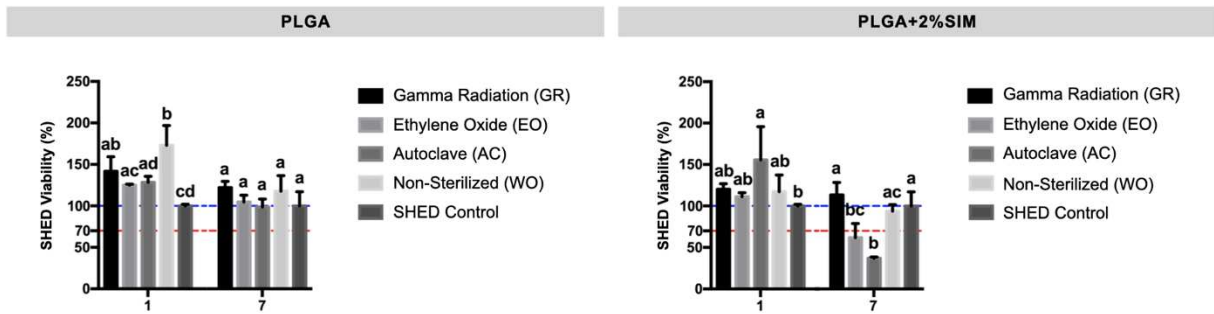 PLGA
PLGA+2%SIM
SHED Viability (%)
250
200
150
100
70
50
0
ab
ac
ad
b
cd
a
a
a
a
a
1
7
Gamma Radiation (GR)
Ethylene Oxide (EO)
Autoclave (AC)
Non-Sterilized (WO)
SHED Control
SHED Viability (%)
250
200
150
100
70
50
0
ab
ab
a
ab
b
a
bc
b
ac
a
1
7
Gamma Radiation (GR)
Ethylene Oxide (EO)
Autoclave (AC)
Non-Sterilized (WO)
SHED Control